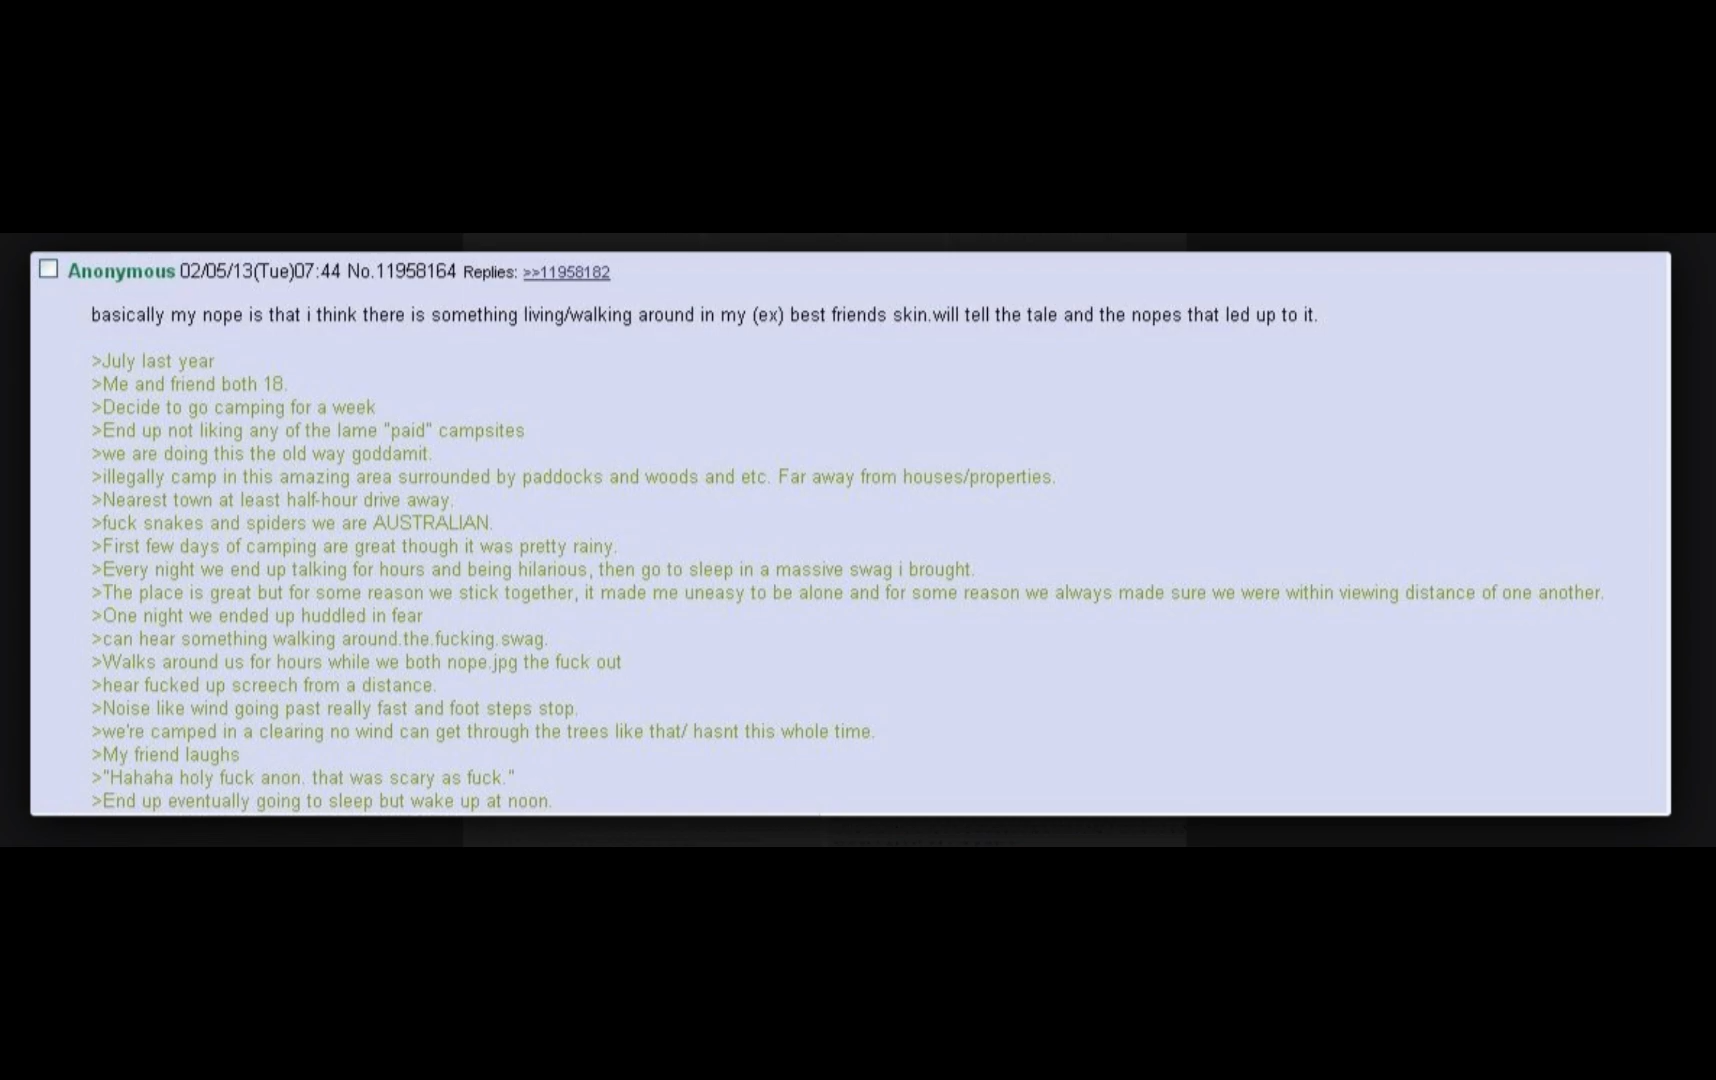 Anonymous 02/05/13(Tue)07:44 No.11958164 Replies: >>11958182
basically my nope is that i think there is something living/walking around in my (ex) best friends skin.will tell the tale and the nopes that led up to it.
>July last year
>Me and friend both 18.
>Decide to go camping for a week
>End up not liking any of the lame "paid" campsites
>we are doing this the old way goddamit.
>illegally camp in this amazing area surrounded by paddocks and woods and etc. Far away from houses/properties.
>Nearest town at least half-hour drive away.
>fuck snakes and spiders we are AUSTRALIAN.
>First few days of camping are great though it was pretty rainy.
>Every night we end up talking for hours and being hilarious, then go to sleep in a massive swag i brought.
>The place is great but for some reason we stick together, it made me uneasy to be alone and for some reason we always made sure we were within viewing distance of one another.
>One night we ended up huddled in fear
>can hear something walking around.the.fucking.swag.
>Walks around us for hours while we both nope.jpg the fuck out
>hear fucked up screech from a distance.
>Noise like wind going past really fast and foot steps stop.
>we're camped in a clearing no wind can get through the trees like that/ hasnt this whole time.
>My friend laughs
>"Hahaha holy fuck anon. that was scary as fuck."
>End up eventually going to sleep but wake up at noon.